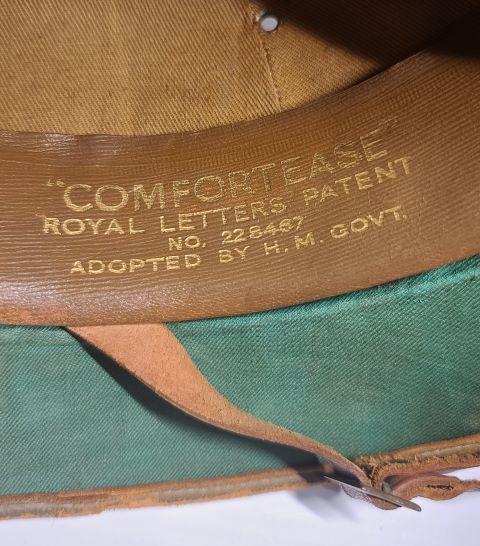 "COMFORTEASE"
ROYAL LETTERS PATENT
NO. 228467
ADOPTED BY H.M. GOVT.